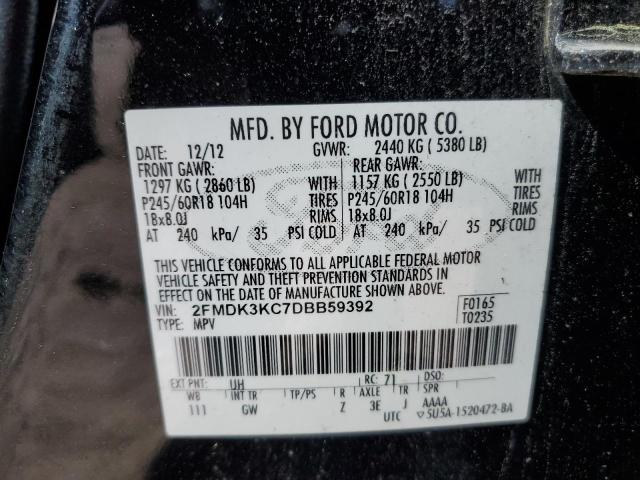 MFD. BY FORD MOTOR CO.
DATE: 12/12 GVWR: 2440 KG ( 5380 LB)
FRONT GAWR: REAR GAWR:
1297 KG ( 2860 LB) WITH 1157 KG ( 2550 LB) WITH
P245/60R18 104H TIRES P245/60R18 104H TIRES
18x8.0J RIMS 18x8.0J RIMS
AT 240 kPa/ 35 PSI COLD AT 240 kPa/ 35 PSI COLD
THIS VEHICLE CONFORMS TO ALL APPLICABLE FEDERAL MOTOR
VEHICLE SAFETY AND THEFT PREVENTION STANDARDS IN
EFFECT ON THE DATE OF MANUFACTURE SHOWN ABOVE.
VIN: 2FMDK3KC7DBB59392 F0165
TYPE: MPV T0235
EXT PNT: UH RC: 71 DSO:
WB INT TR TP/PS R AXLE TR SPR
111 GW Z 3E J AAAA
UTC ▽5U5A-1520472-BA